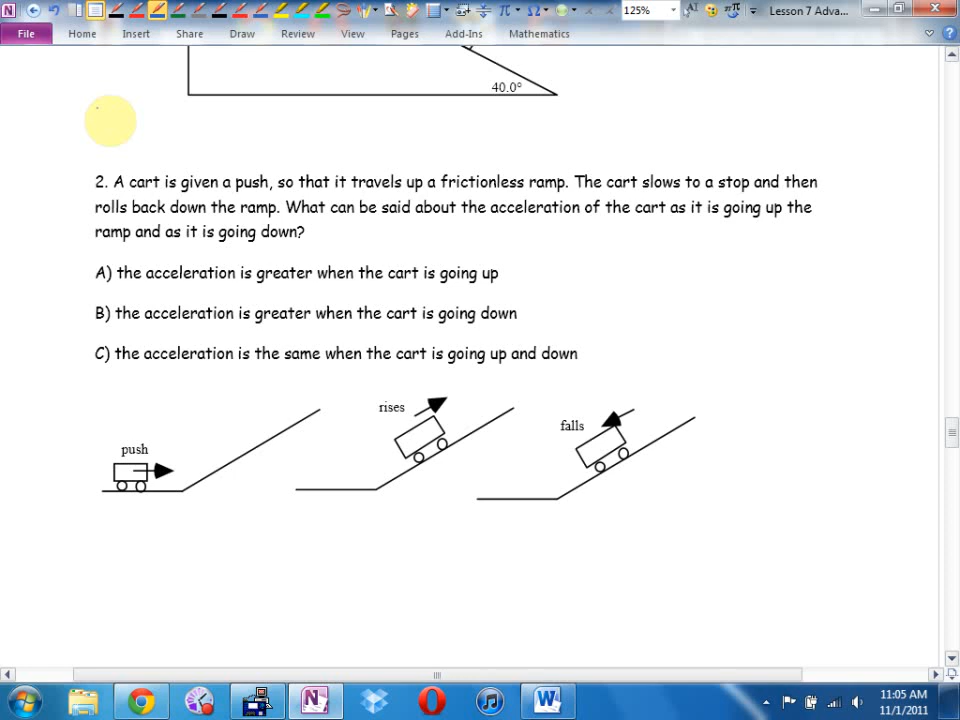 125%
Lesson 7 Adva...
File Home Insert Share Draw Review View Pages Add-Ins Mathematics
40.0°
2. A cart is given a push, so that it travels up a frictionless ramp. The cart slows to a stop and then
rolls back down the ramp. What can be said about the acceleration of the cart as it is going up the
ramp and as it is going down?
A) the acceleration is greater when the cart is going up
B) the acceleration is greater when the cart is going down
C) the acceleration is the same when the cart is going up and down
rises
falls
push
11:05 AM
11/1/2011